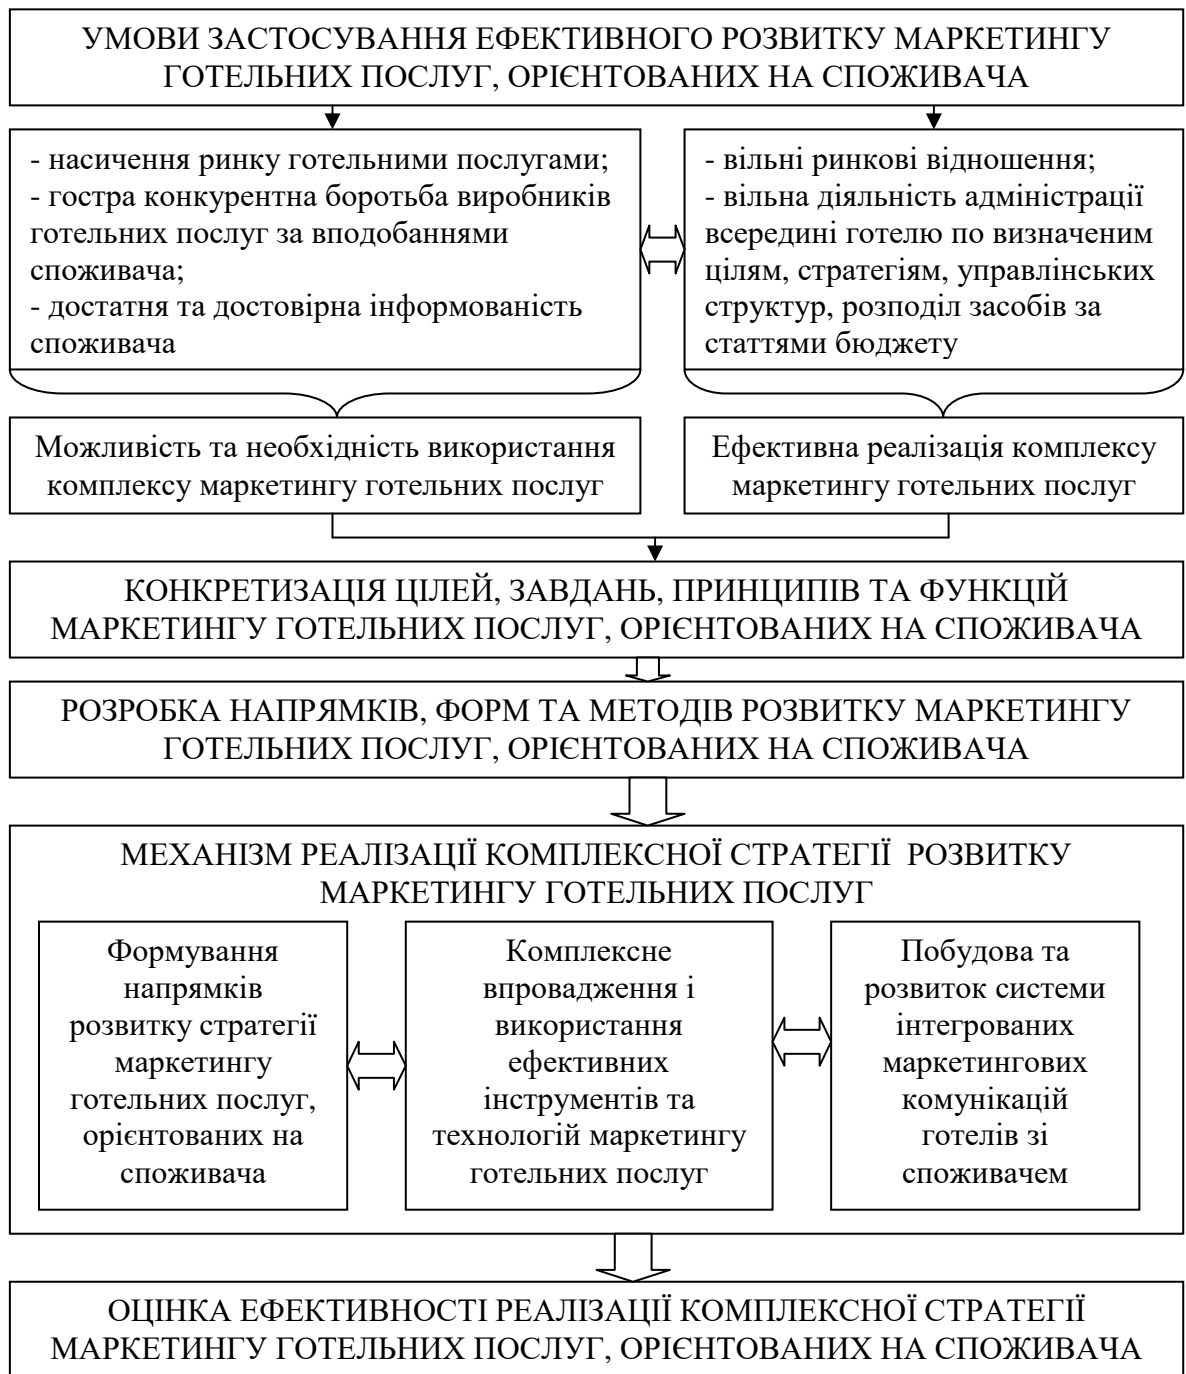 УМОВИ ЗАСТОСУВАННЯ ЕФЕКТИВНОГО РОЗВИТКУ МАРКЕТИНГУ
ГОТЕЛЬНИХ ПОСЛУГ, ОРІЄНТОВАНИХ НА СПОЖИВАЧА
- насичення ринку готельними послугами;
- гостра конкурентна боротьба виробників
готельних послуг за вподобаннями
споживача;
- достатня та достовірна інформованість
споживача
- вільні ринкові відношення;
- вільна діяльність адміністрації
всередині готелю по визначеним
цілям, стратегіям, управлінських
структур, розподіл засобів за
статтями бюджету
Можливість та необхідність використання
комплексу маркетингу готельних послуг
Ефективна реалізація комплексу
маркетингу готельних послуг
КОНКРЕТИЗАЦІЯ ЦІЛЕЙ, ЗАВДАНЬ, ПРИНЦИПІВ ТА ФУНКЦІЙ
МАРКЕТИНГУ ГОТЕЛЬНИХ ПОСЛУГ, ОРІЄНТОВАНИХ НА СПОЖИВАЧА
РОЗРОБКА НАПРЯМКІВ, ФОРМ ТА МЕТОДІВ РОЗВИТКУ МАРКЕТИНГУ
ГОТЕЛЬНИХ ПОСЛУГ, ОРІЄНТОВАНИХ НА СПОЖИВАЧА
МЕХАНІЗМ РЕАЛІЗАЦІЇ КОМПЛЕКСНОЇ СТРАТЕГІЇ РОЗВИТКУ
МАРКЕТИНГУ ГОТЕЛЬНИХ ПОСЛУГ
Формування
напрямків
розвитку стратегії
маркетингу
готельних послуг,
орієнтованих на
споживача
Комплексне
впровадження і
використання
ефективних
інструментів та
технологій маркетингу
готельних послуг
Побудова та
розвиток системи
інтегрованих
маркетингових
комунікацій
готелів зі
споживачем
ОЦІНКА ЕФЕКТИВНОСТІ РЕАЛІЗАЦІЇ КОМПЛЕКСНОЇ СТРАТЕГІЇ
МАРКЕТИНГУ ГОТЕЛЬНИХ ПОСЛУГ, ОРІЄНТОВАНИХ НА СПОЖИВАЧА